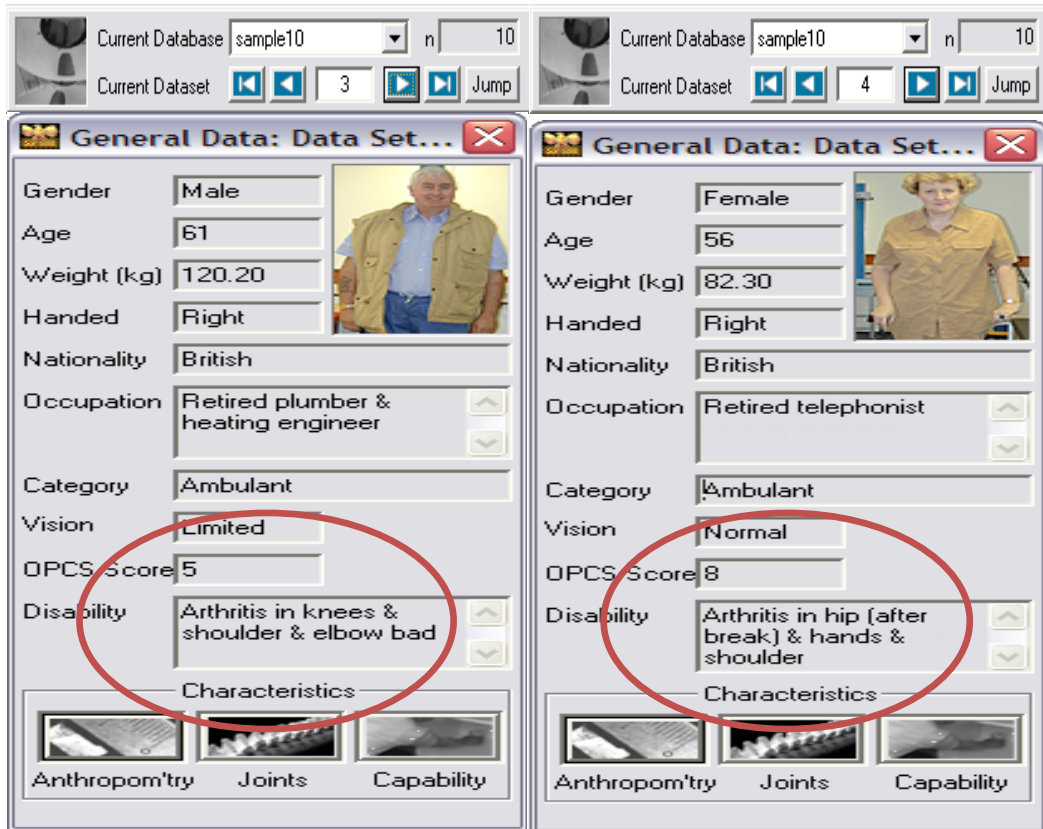 Current Database sample10 n 10
Current Dataset 3 Jump
General Data: Data Set...
Gender Male
Age 61
Weight (kg) 120.20
Handed Right
Nationality British
Occupation Retired plumber &
heating engineer
Category Ambulant
Vision Limited
OPCS Score 5
Disability Arthritis in knees &
shoulder & elbow bad
Characteristics
Anthropom'try Joints Capability
Current Database sample10 n 10
Current Dataset 4 Jump
General Data: Data Set...
Gender Female
Age 56
Weight (kg) 82.30
Handed Right
Nationality British
Occupation Retired telephonist
Category Ambulant
Vision Normal
OPCS Score 8
Disability Arthritis in hip (after
break) & hands &
shoulder
Characteristics
Anthropom'try Joints Capability